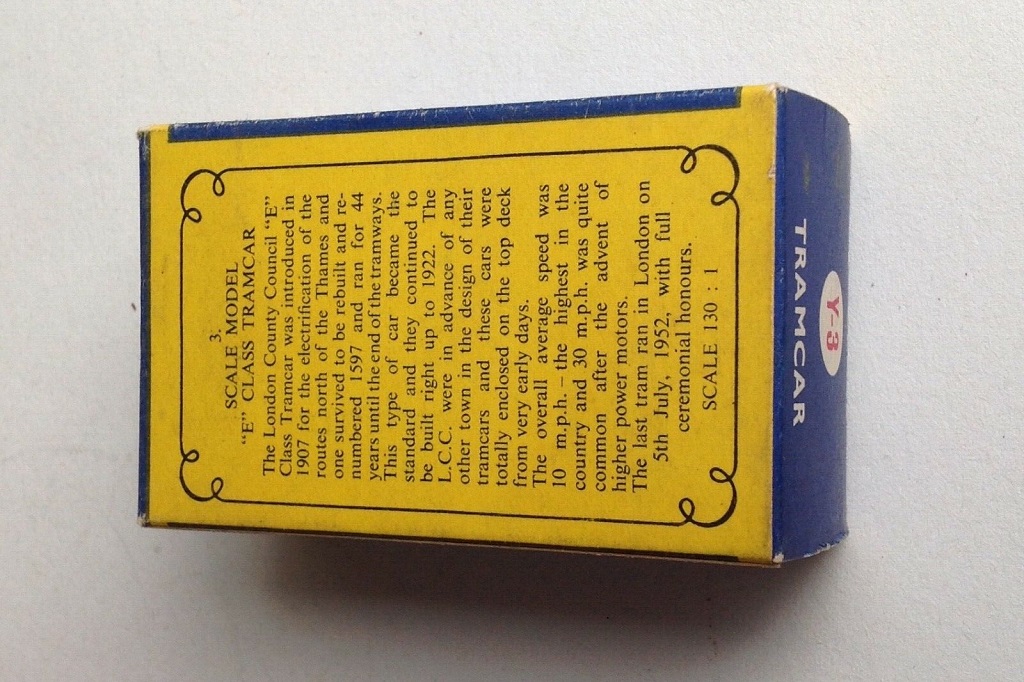 3.
SCALE MODEL
"E" CLASS TRAMCAR
The London County Council "E"
Class Tramcar was introduced in
1907 for the electrification of the
routes north of the Thames and
one survived to be rebuilt and re-
numbered 1597 and ran for 44
years until the end of the tramways.
This type of car became the
standard and they continued to
be built right up to 1922. The
L.C.C. were in advance of any
other town in the design of their
tramcars and these cars were
totally enclosed on the top deck
from very early days.
The overall average speed was
10 m.p.h. – the highest in the
country and 30 m.p.h. was quite
common after the advent of
higher power motors.
The last tram ran in London on
5th July, 1952, with full
ceremonial honours.
SCALE 130 : 1
TRAMCAR
Y-3